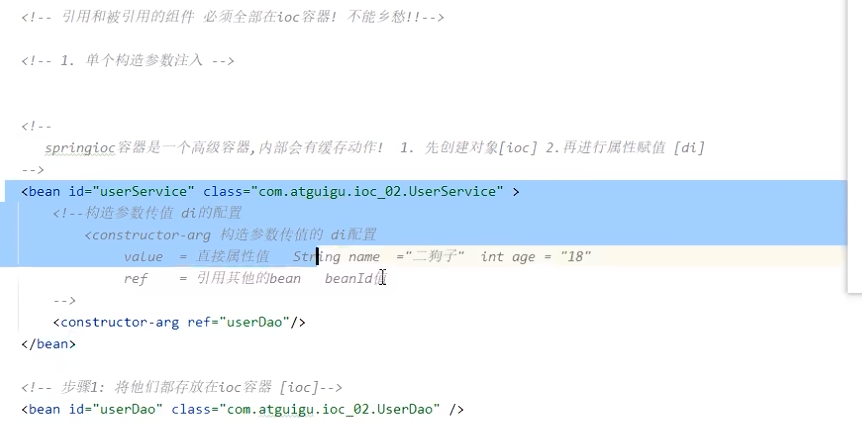 <!-- 引用和被引用的组件 必须全部在ioc容器! 不能乡愁!!-->
<!-- 1. 单个构造参数注入 -->
<!--
springioc容器是一个高级容器,内部会有缓存动作! 1. 先创建对象[ioc] 2.再进行属性赋值 [di]
-->
<bean id="userService" class="com.atguigu.ioc_02.UserService" >
<!--构造参数传值 di的配置
<constructor-arg 构造参数传值的 di配置
value = 直接属性值 String name ="二狗子" int age = "18"
ref = 引用其他的bean beanId值
-->
<constructor-arg ref="userDao"/>
</bean>
<!-- 步骤1: 将他们都存放在ioc容器 [ioc]-->
<bean id="userDao" class="com.atguigu.ioc_02.UserDao" />